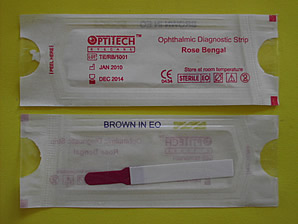 OPTITECH
EYECARE
Ophthalmic Diagnostic Strip
Rose Bengal
TE/RB/1001
JAN 2010
DEC 2014
Store at room temperature
STERILE EO
BROWN IN EO